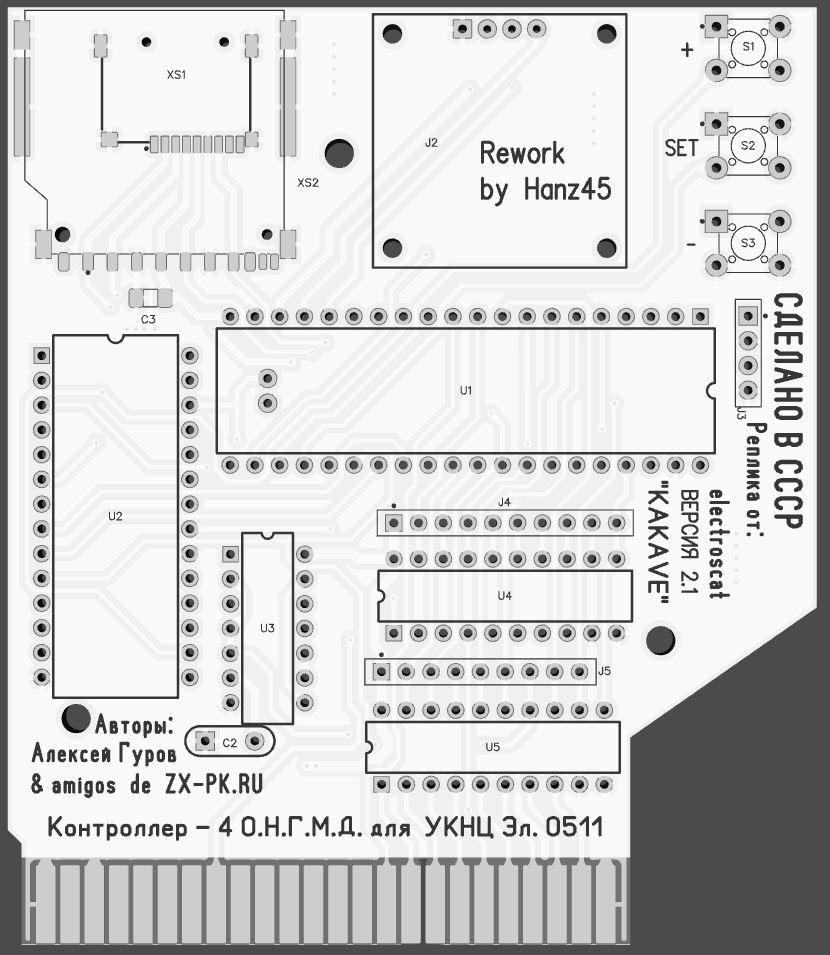 XS1
XS2
J2
Rework
by Hanz45
+
S1
SET
S2
-
S3
C3
U1
J3
СДЕЛАНО В СССР
Реплика от:
electroscat
ВЕРСИЯ 2.1
"KAKAVE"
U2
J4
U4
U3
J5
U5
C2
Авторы:
Алексей Гуров
& amigos de ZX-PK.RU
Контроллер – 4 О.Н.Г.М.Д. для УКНЦ Эл. 0511